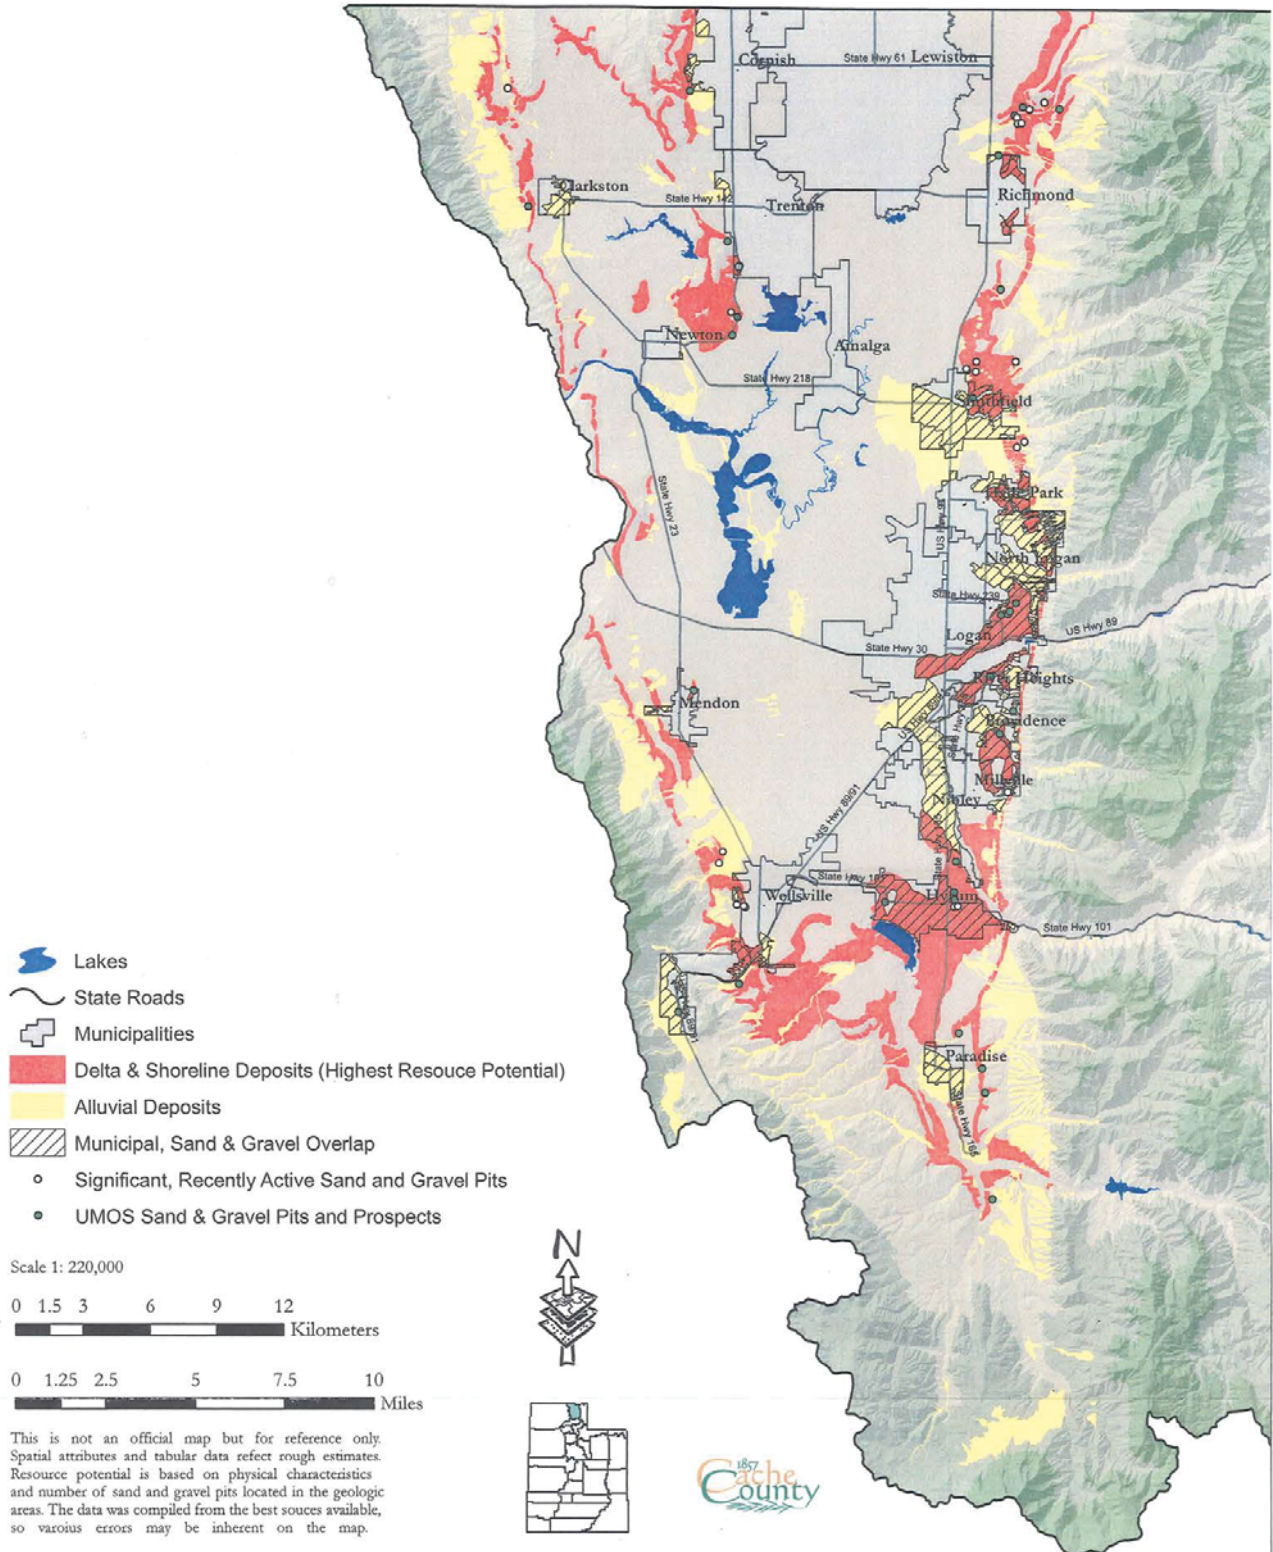 Cornish
State Hwy 61
Lewiston
Clarkston
State Hwy 142
Trenton
Richmond
Newton
Amalga
State Hwy 218
Smithfield
State Hwy 23
Hyde Park
US Hwy 91
North Logan
State Hwy 239
Logan
US Hwy 89
State Hwy 30
River Heights
Mendon
Providence
Millville
Nibley
US Hwy 89/91
State Hwy
Wellsville
Hyrum
State Hwy 101
Paradise
State Hwy 165
Lakes
State Roads
Municipalities
Delta & Shoreline Deposits (Highest Resouce Potential)
Alluvial Deposits
Municipal, Sand & Gravel Overlap
Significant, Recently Active Sand and Gravel Pits
UMOS Sand & Gravel Pits and Prospects
Scale 1: 220,000
0 1.5 3 6 9 12
Kilometers
0 1.25 2.5 5 7.5 10
Miles
N
This is not an official map but for reference only.
Spatial attributes and tabular data refect rough estimates.
Resource potential is based on physical characteristics
and number of sand and gravel pits located in the geologic
areas. The data was compiled from the best souces available,
so varoius errors may be inherent on the map.
1857
Cache
County